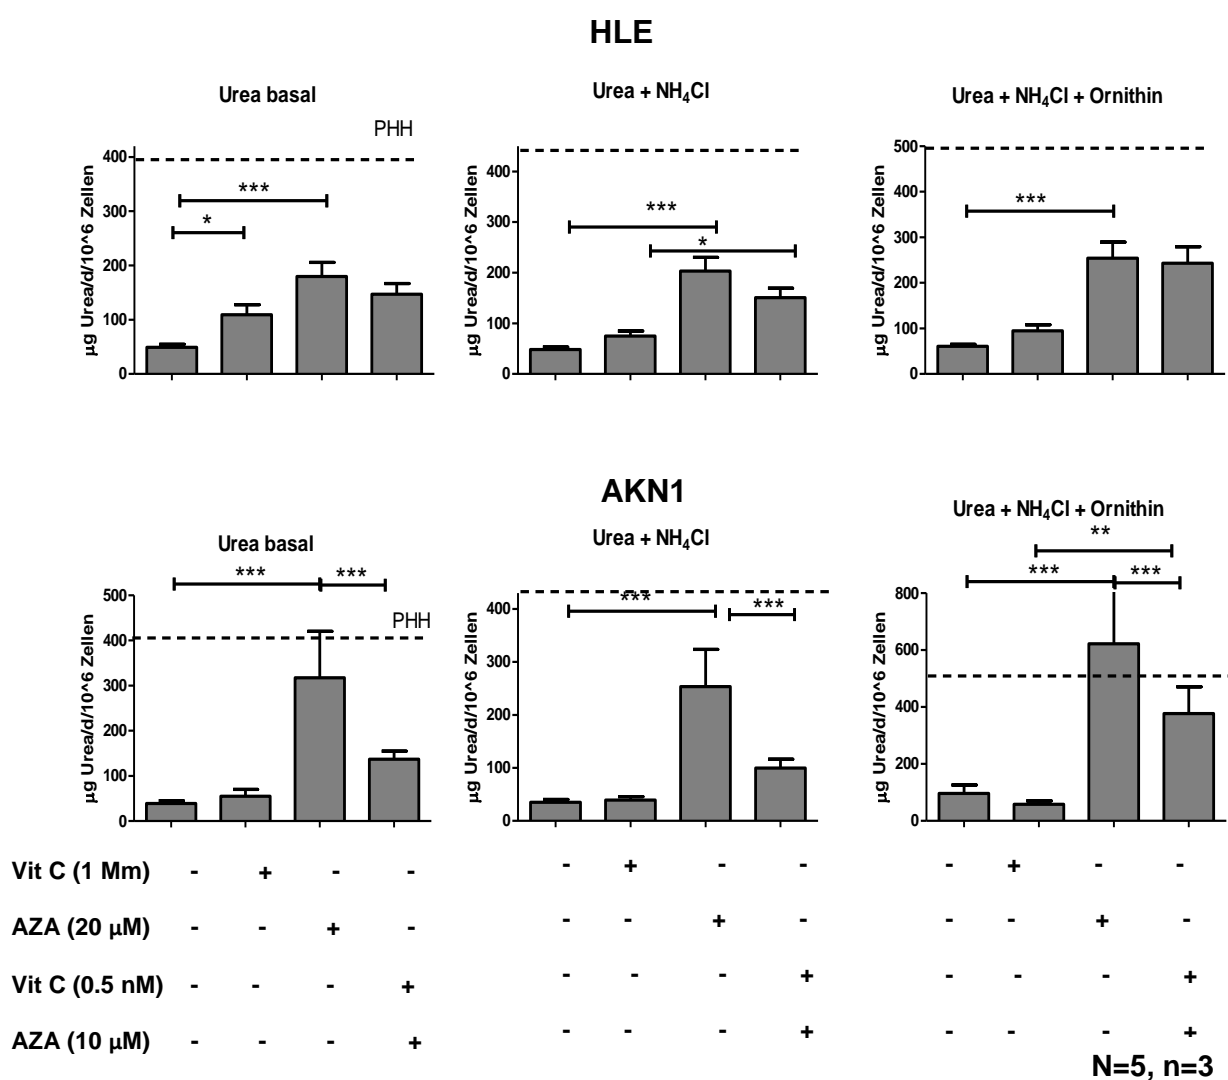 HLE
Urea basal
Urea + NH₄Cl
Urea + NH₄Cl + Ornithin
PHH
µg Urea/d/10^6 Zellen
400
300
200
100
0
***
*
µg Urea/d/10^6 Zellen
400
300
200
100
0
***
*
µg Urea/d/10^6 Zellen
500
400
300
200
100
0
***
AKN1
Urea basal
Urea + NH₄Cl
Urea + NH₄Cl + Ornithin
µg Urea/d/10^6 Zellen
500
400
300
200
100
0
*** ***
PHH
µg Urea/d/10^6 Zellen
400
300
200
100
0
*** ***
µg Urea/d/10^6 Zellen
800
600
400
200
0
**
*** ***
Vit C (1 Mm) - + - - - + - - - + - -
AZA (20 µM) - - + - - - + - - - + -
Vit C (0.5 nM) - - - + - - - + - - - +
AZA (10 µM) - - - + - - - + - - - +
N=5, n=3